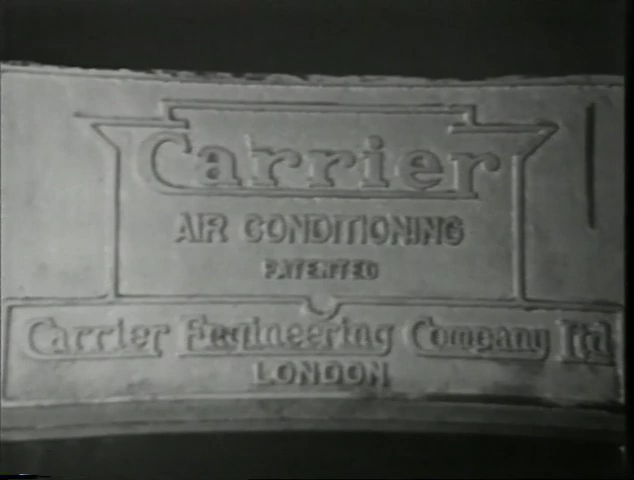 Carrier
AIR CONDITIONING
PATENTED
Carrier Engineering Company Ltd
LONDON